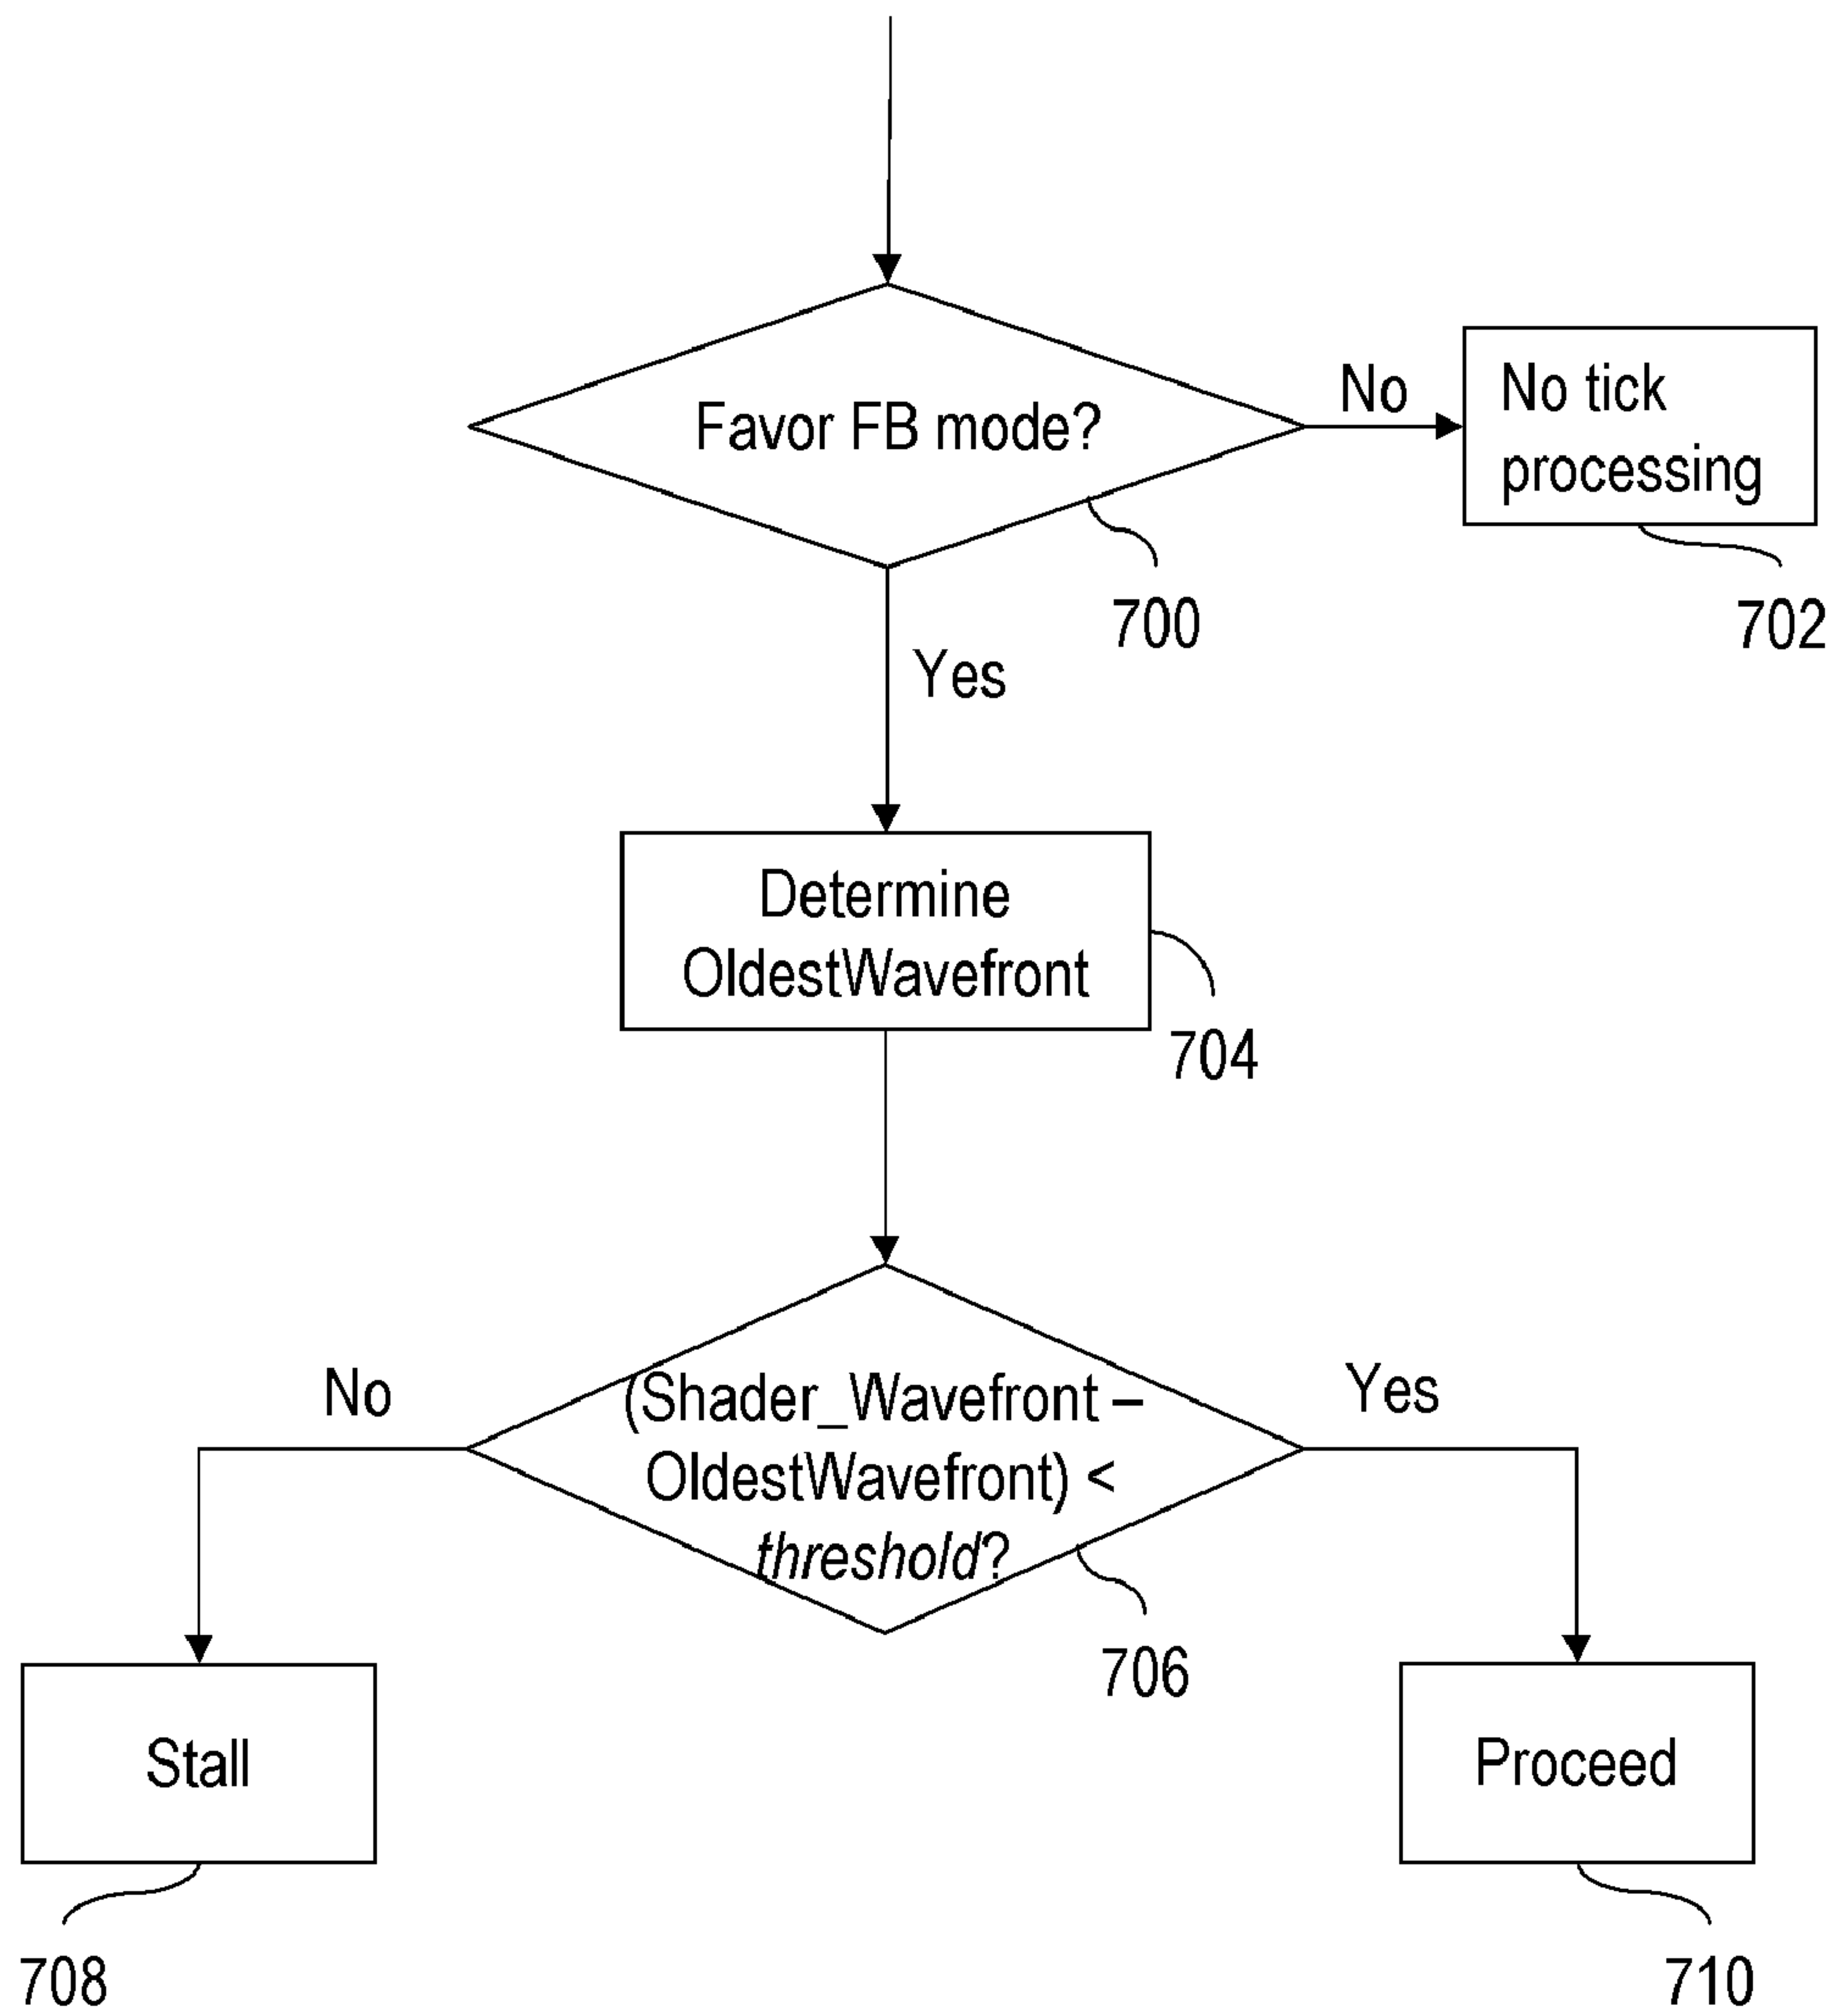 Favor FB mode?
No
No tick
processing
700
702
Yes
Determine
OldestWavefront
704
No
(Shader_Wavefront –
OldestWavefront) <
threshold?
Yes
706
Stall
Proceed
708
710